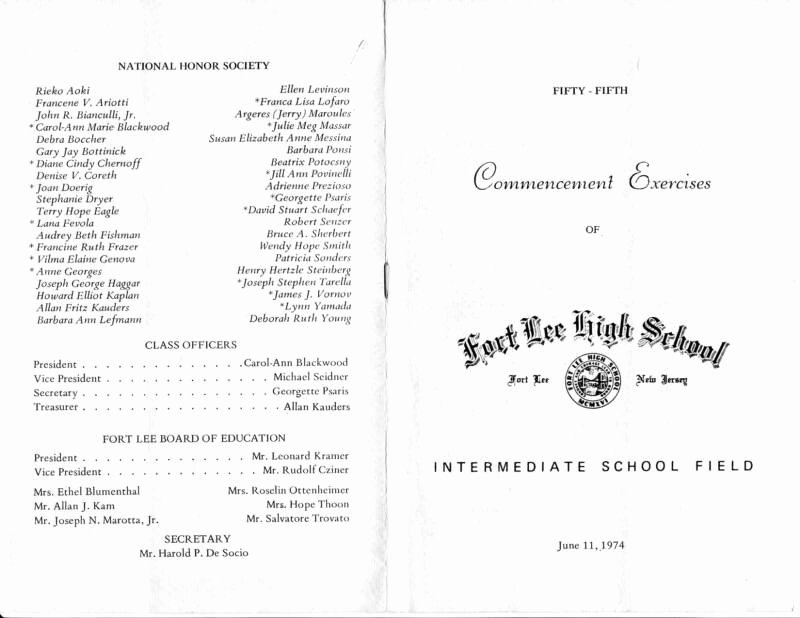 NATIONAL HONOR SOCIETY
Rieko Aoki
Francene V. Ariotti
John R. Bianculli, Jr.
*Carol-Ann Marie Blackwood
Debra Boccher
Gary Jay Bottinick
* Diane Cindy Chernoff
Denise V. Coreth
* Joan Doerig
Stephanie Dryer
Terry Hope Eagle
* Lana Fevola
Audrey Beth Fishman
* Francine Ruth Frazer
* Vilma Elaine Genova
* Anne Georges
Joseph George Haggar
Howard Elliot Kaplan
Allan Fritz Kauders
Barbara Ann Lefmann
Ellen Levinson
*Franca Lisa Lofaro
Argeres (Jerry) Maroules
*Julie Meg Massar
Susan Elizabeth Anne Messina
Barbara Ponsi
Beatrix Potocsny
*Jill Ann Povinelli
Adrienne Prezioso
*Georgette Psaris
*David Stuart Schaefer
Robert Senzer
Bruce A. Sherbert
Wendy Hope Smith
Patricia Sonders
Henry Hertzle Steinberg
*Joseph Stephen Tarella
*James J. Vornov
*Lynn Yamada
Deborah Ruth Young
CLASS OFFICERS
President . . . . . . . . . . . . . .Carol-Ann Blackwood
Vice President . . . . . . . . . . . . . . Michael Seidner
Secretary . . . . . . . . . . . . . . . . Georgette Psaris
Treasurer . . . . . . . . . . . . . . . . . Allan Kauders
FORT LEE BOARD OF EDUCATION
President . . . . . . . . . . . . . . Mr. Leonard Kramer
Vice President . . . . . . . . . . . . . Mr. Rudolf Cziner
Mrs. Ethel Blumenthal
Mr. Allan J. Kam
Mr. Joseph N. Marotta, Jr.
Mrs. Roselin Ottenheimer
Mrs. Hope Thoon
Mr. Salvatore Trovato
SECRETARY
Mr. Harold P. De Socio
FIFTY - FIFTH
Commencement Exercises
OF
Fort Lee High School
Fort Lee
FORT LEE HIGH SCHOOL
MCMXVI
New Jersey
INTERMEDIATE SCHOOL FIELD
June 11, 1974